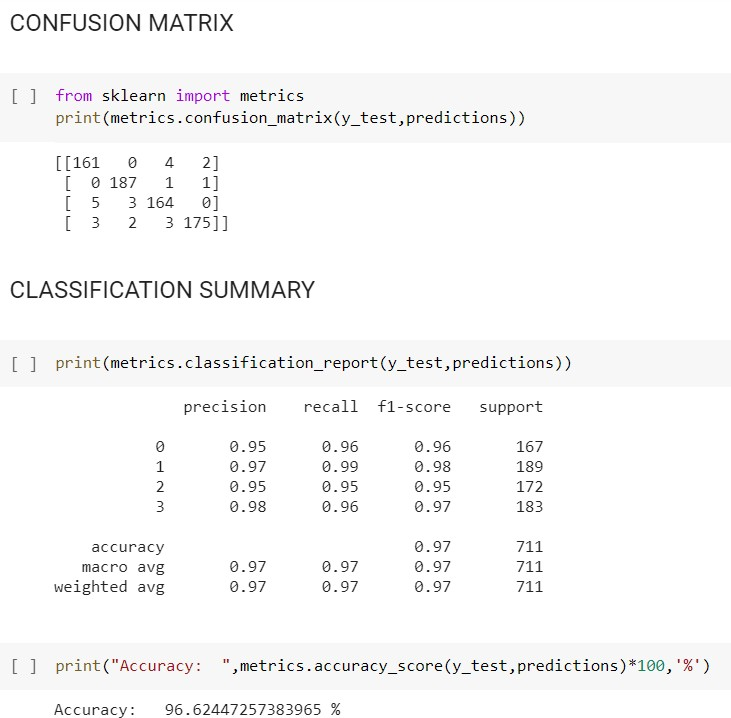 CONFUSION MATRIX
[ ] from sklearn import metrics
print(metrics.confusion_matrix(y_test,predictions))
[[161   0   4   2]
 [  0 187   1   1]
 [  5   3 164   0]
 [  3   2   3 175]]
CLASSIFICATION SUMMARY
[ ] print(metrics.classification_report(y_test,predictions))
              precision    recall  f1-score   support
           0       0.95      0.96      0.96       167
           1       0.97      0.99      0.98       189
           2       0.95      0.95      0.95       172
           3       0.98      0.96      0.97       183
    accuracy                           0.97       711
   macro avg       0.97      0.97      0.97       711
weighted avg       0.97      0.97      0.97       711
[ ] print("Accuracy:  ",metrics.accuracy_score(y_test,predictions)*100,'%')
Accuracy:   96.62447257383965 %